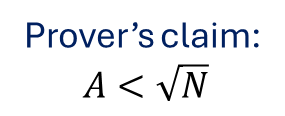 Prover's claim:
A < √N